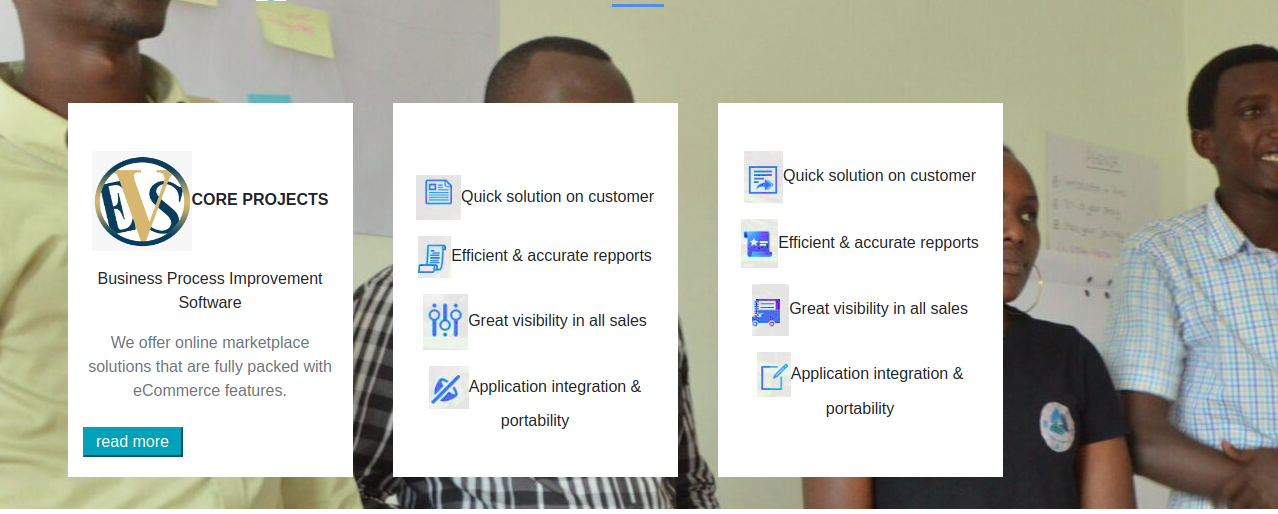 EVS
CORE PROJECTS
Business Process Improvement
Software
We offer online marketplace
solutions that are fully packed with
eCommerce features.
read more
Quick solution on customer
Efficient & accurate repports
Great visibility in all sales
Application integration &
portability
Quick solution on customer
Efficient & accurate repports
Great visibility in all sales
Application integration &
portability
AGENDA